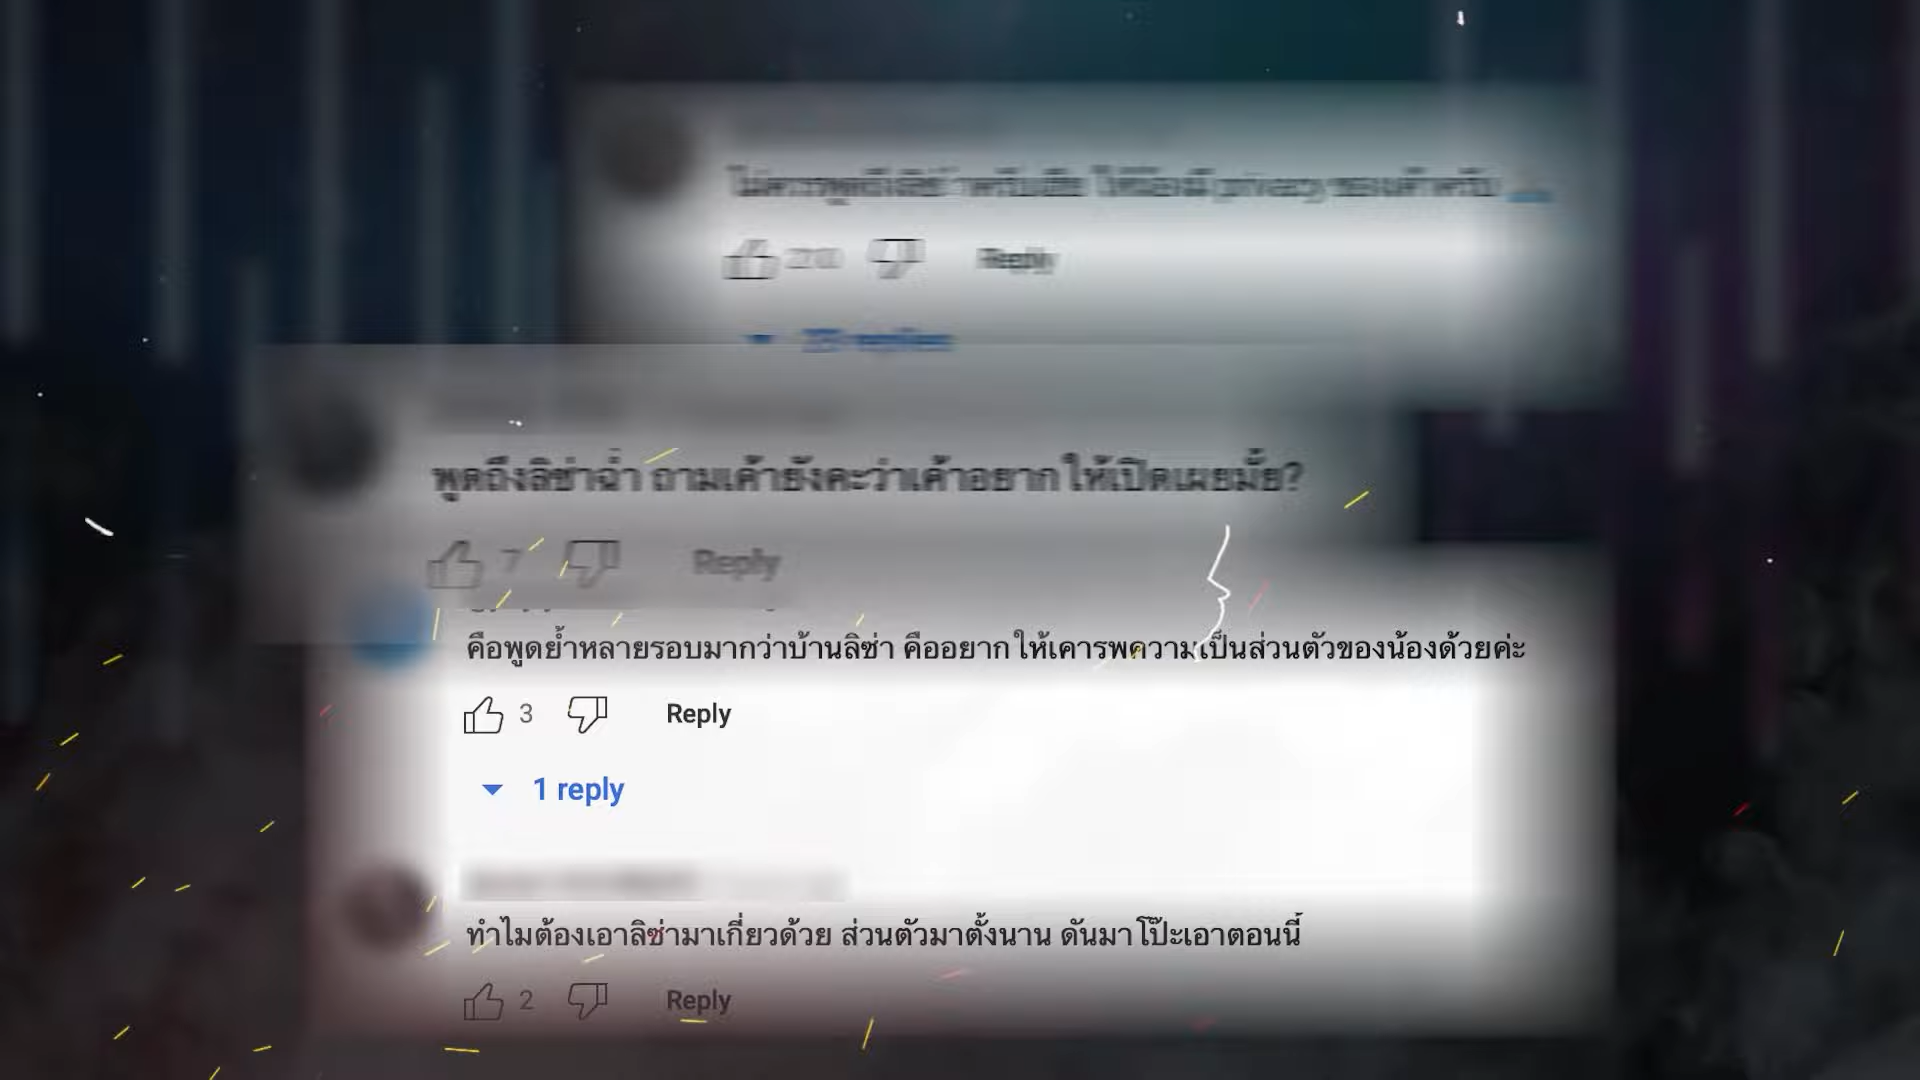 Reply
replies
พูดถึงลิซ่าฉ่ำ ถามเค้ายังคะว่าเค้าอยากให้เปิดเผยมั้ย?
7 Reply
คือพูดย้ำหลายรอบมากว่าบ้านลิซ่า คืออยากให้เคารพความเป็นส่วนตัวของน้องด้วยค่ะ
3 Reply
1 reply
ทำไมต้องเอาลิซ่ามาเกี่ยวด้วย ส่วนตัวมาตั้งนาน ดันมาโป๊ะเอาตอนนี้
2 Reply